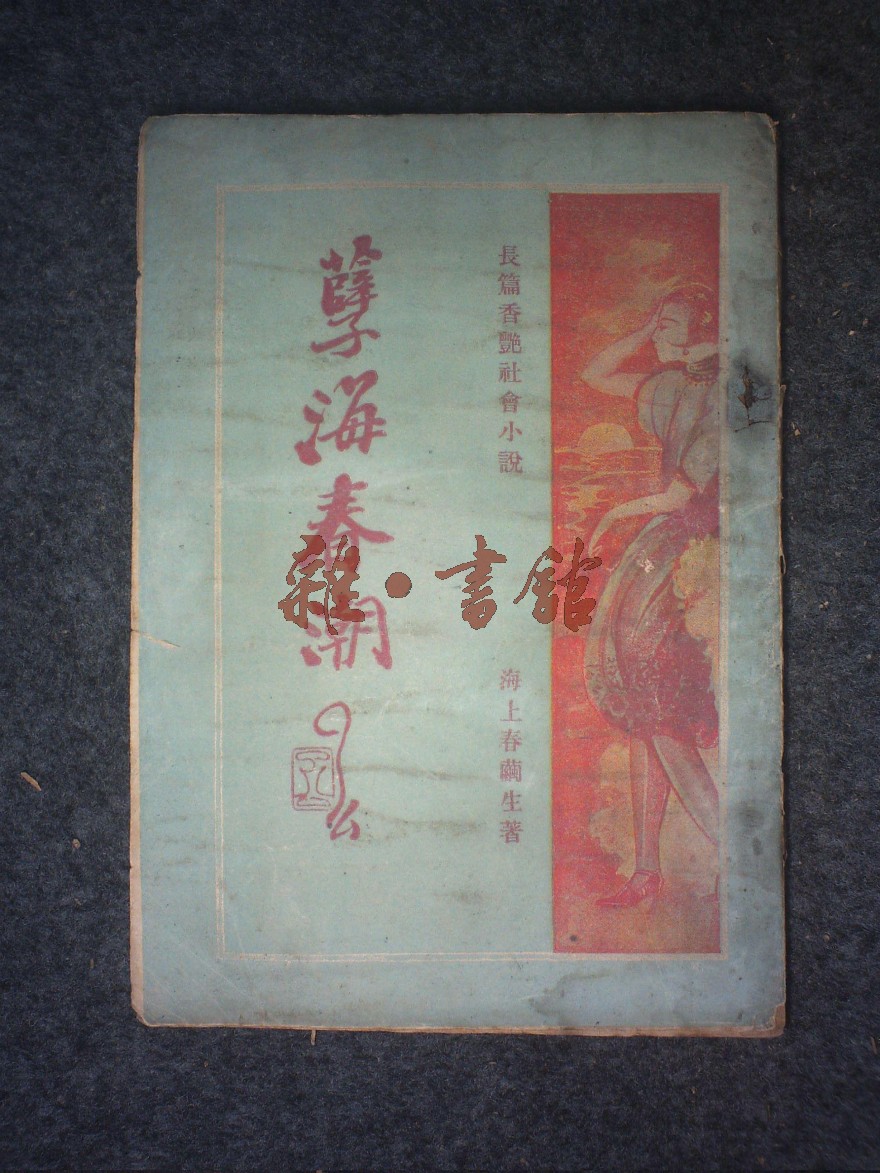 長篇香艷社會小說
海上春繭生著
孽海春潮
雜·書館